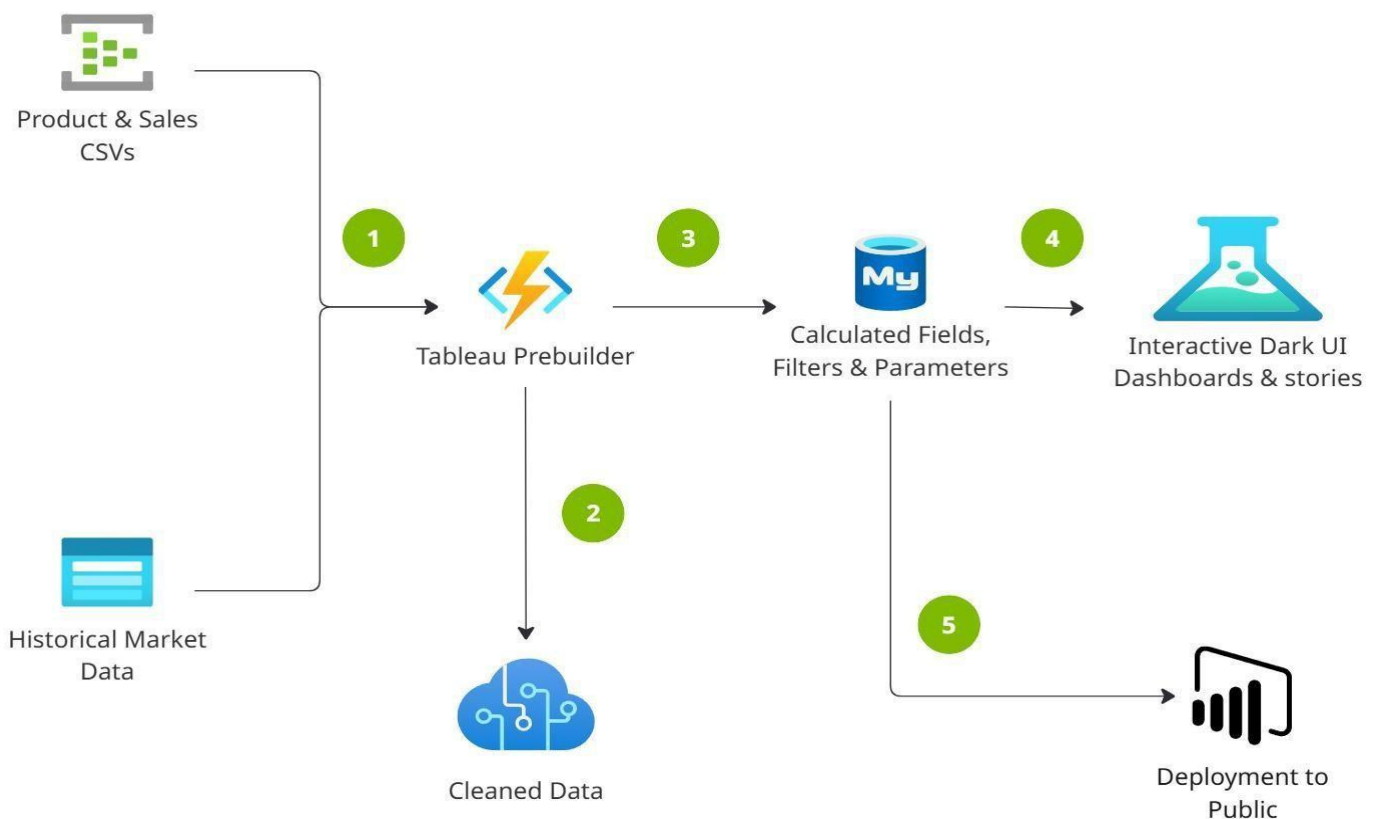 Product & Sales
CSVs
1
3
4
My
Tableau Prebuilder
Calculated Fields,
Filters & Parameters
Interactive Dark UI
Dashboards & stories
2
5
Historical Market
Data
Cleaned Data
Deployment to
Public